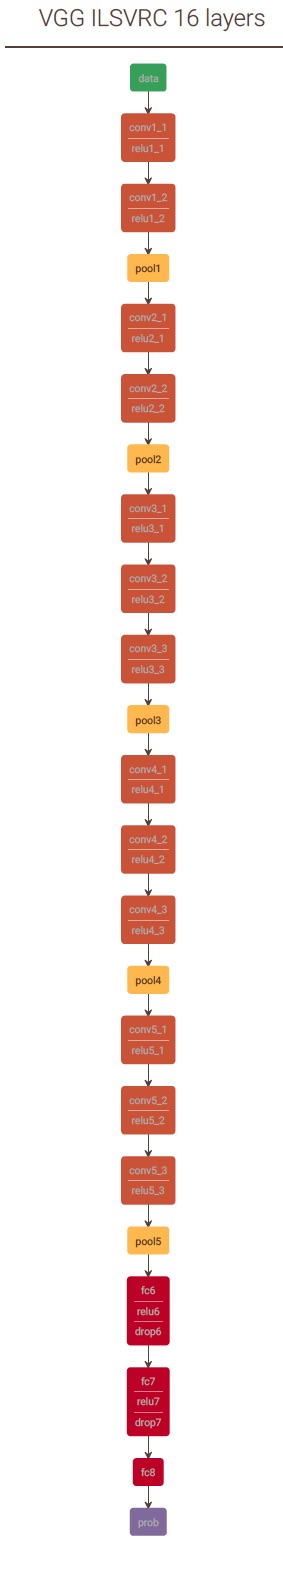 VGG ILSVRC 16 layers
data
conv1_1
relu1_1
conv1_2
relu1_2
pool1
conv2_1
relu2_1
conv2_2
relu2_2
pool2
conv3_1
relu3_1
conv3_2
relu3_2
conv3_3
relu3_3
pool3
conv4_1
relu4_1
conv4_2
relu4_2
conv4_3
relu4_3
pool4
conv5_1
relu5_1
conv5_2
relu5_2
conv5_3
relu5_3
pool5
fc6
relu6
drop6
fc7
relu7
drop7
fc8
prob